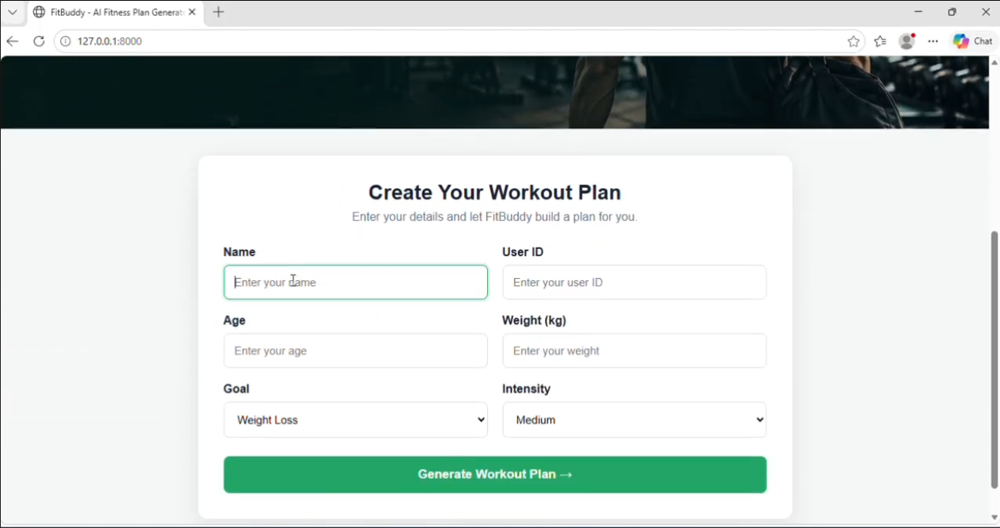 FitBuddy - AI Fitness Plan Generat
127.0.0.1:8000
Chat
Create Your Workout Plan
Enter your details and let FitBuddy build a plan for you.
Name
User ID
Enter your name
Enter your user ID
Age
Weight (kg)
Enter your age
Enter your weight
Goal
Intensity
Weight Loss
Medium
Generate Workout Plan →